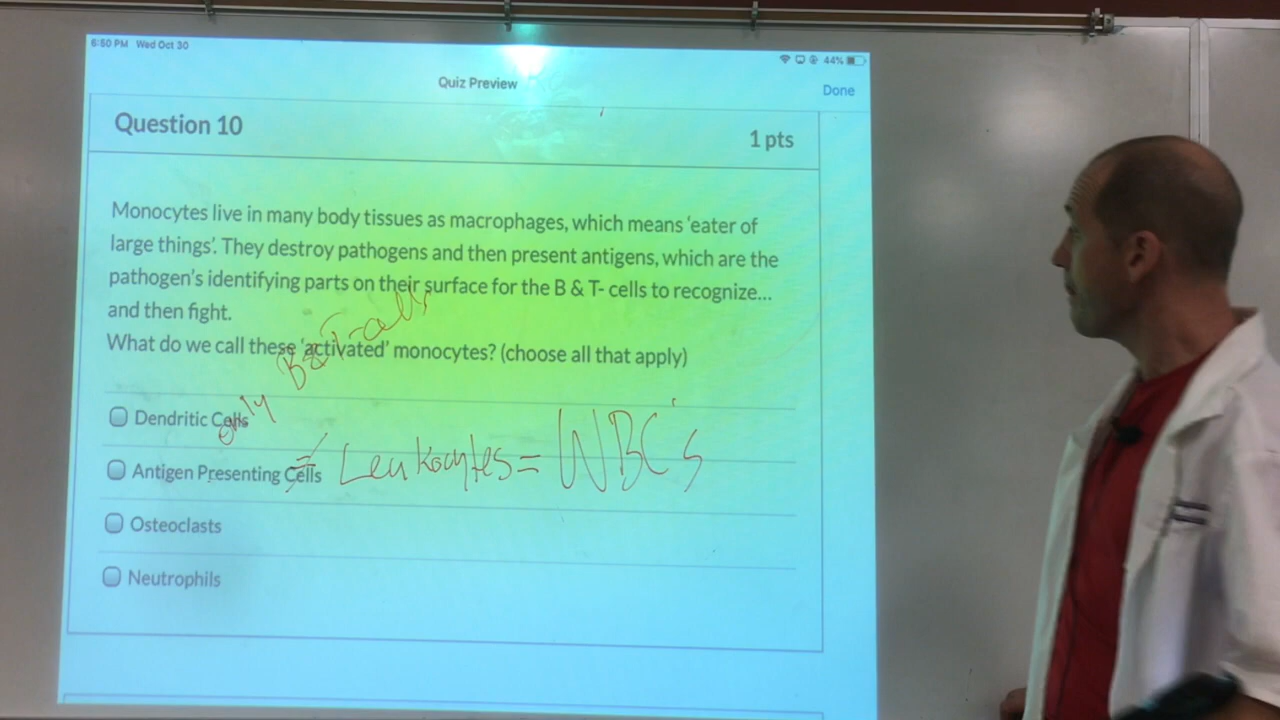 6:50 PM Wed Oct 30
44%
Quiz Preview
Done
Question 10
1 pts
Monocytes live in many body tissues as macrophages, which means 'eater of
large things'. They destroy pathogens and then present antigens, which are the
pathogen's identifying parts on their surface for the B & T- cells to recognize...
and then fight.
What do we call these 'activated' monocytes? (choose all that apply)
only B & T-cells
Dendritic Cells
Antigen Presenting Cells
≠ Leukocytes = WBC's
Osteoclasts
Neutrophils